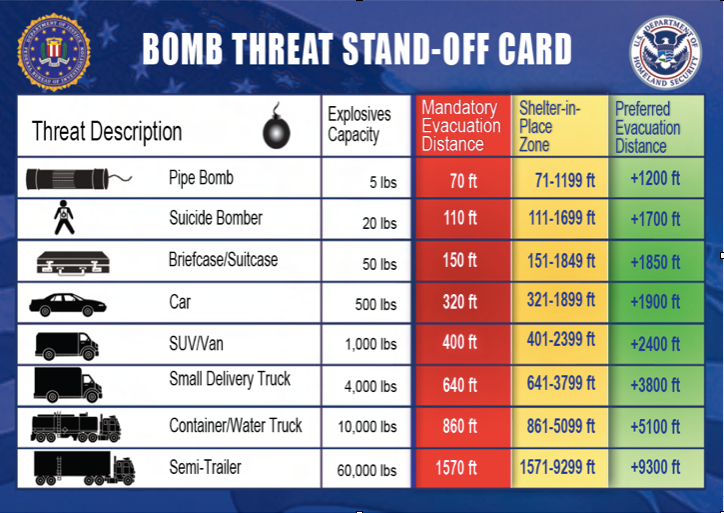 BOMB THREAT STAND-OFF CARD
U.S. DEPARTMENT OF
HOMELAND SECURITY
Threat Description
Explosives
Capacity
Mandatory
Evacuation
Distance
Shelter-in-
Place
Zone
Preferred
Evacuation
Distance
Pipe Bomb 5 lbs 70 ft 71-1199 ft +1200 ft
Suicide Bomber 20 lbs 110 ft 111-1699 ft +1700 ft
Briefcase/Suitcase 50 lbs 150 ft 151-1849 ft +1850 ft
Car 500 lbs 320 ft 321-1899 ft +1900 ft
SUV/Van 1,000 lbs 400 ft 401-2399 ft +2400 ft
Small Delivery Truck 4,000 lbs 640 ft 641-3799 ft +3800 ft
Container/Water Truck 10,000 lbs 860 ft 861-5099 ft +5100 ft
Semi-Trailer 60,000 lbs 1570 ft 1571-9299 ft +9300 ft